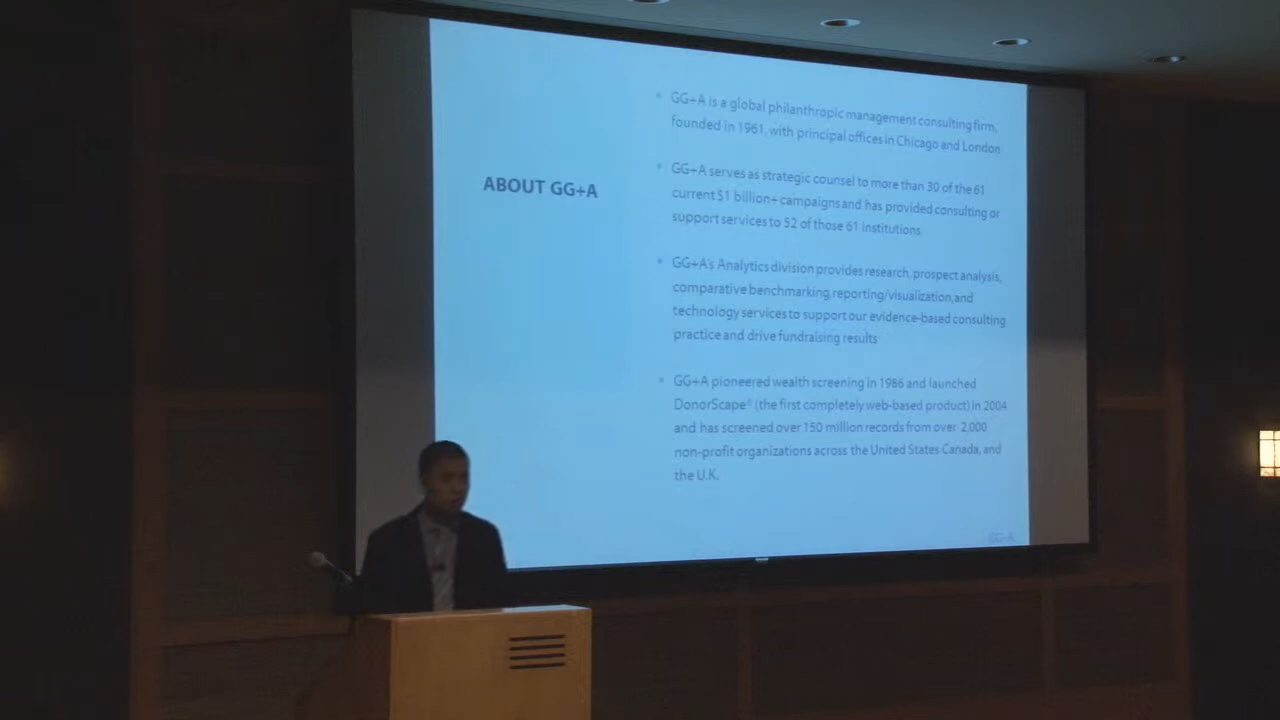 ABOUT GG+A
• GG+A is a global philanthropic management consulting firm,
founded in 1961, with principal offices in Chicago and London
• GG+A serves as strategic counsel to more than 30 of the 61
current $1 billion+ campaigns and has provided consulting or
support services to 52 of those 61 institutions
• GG+A's Analytics division provides research, prospect analysis,
comparative benchmarking, reporting/visualization, and
technology services to support our evidence-based consulting
practice and drive fundraising results
• GG+A pioneered wealth screening in 1986 and launched
DonorScape® (the first completely web-based product) in 2004
and has screened over 150 million records from over 2,000
non-profit organizations across the United States Canada, and
the U.K.
GG+A